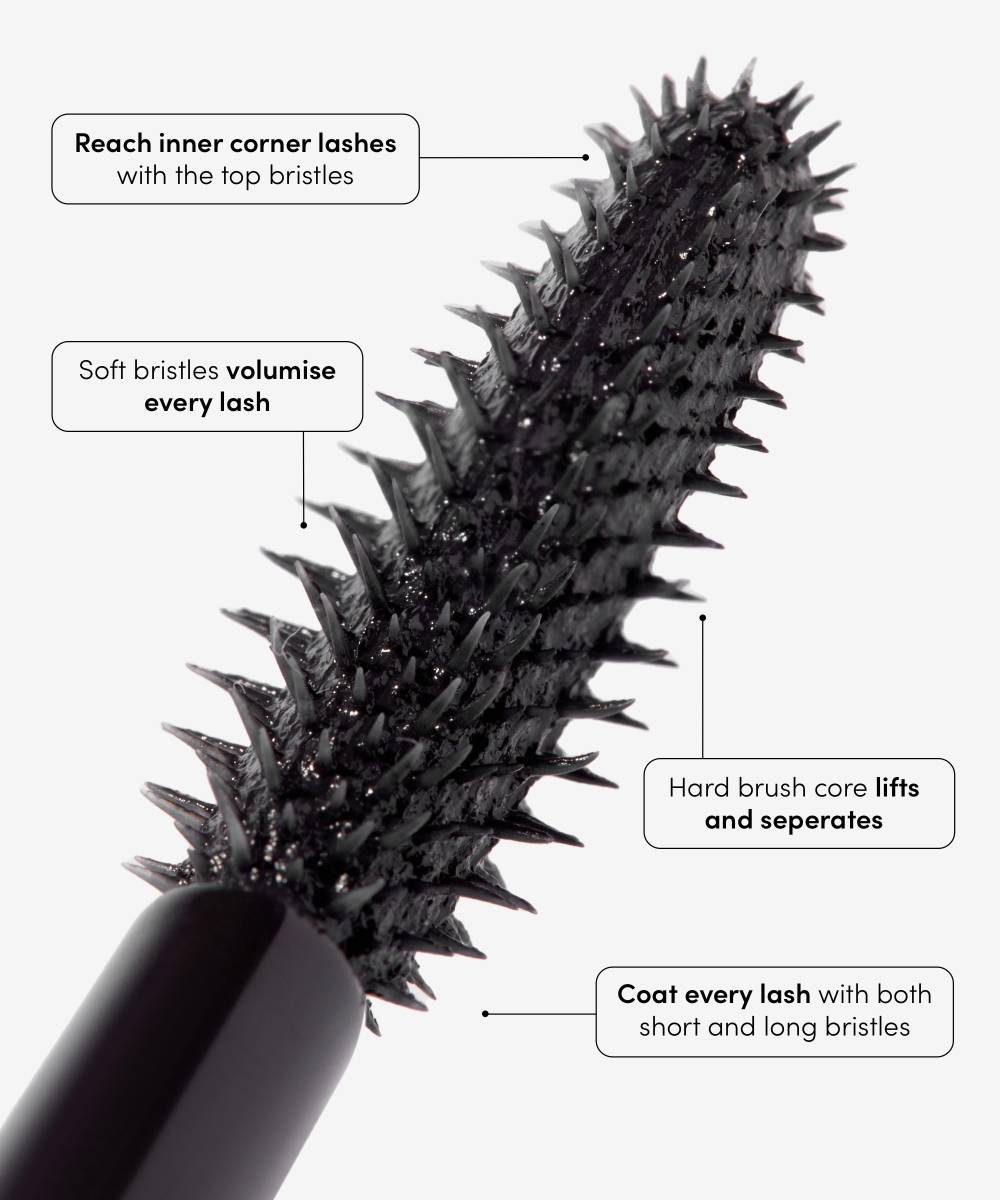 Reach inner corner lashes
with the top bristles
Soft bristles volumise
every lash
Hard brush core lifts
and seperates
Coat every lash with both
short and long bristles